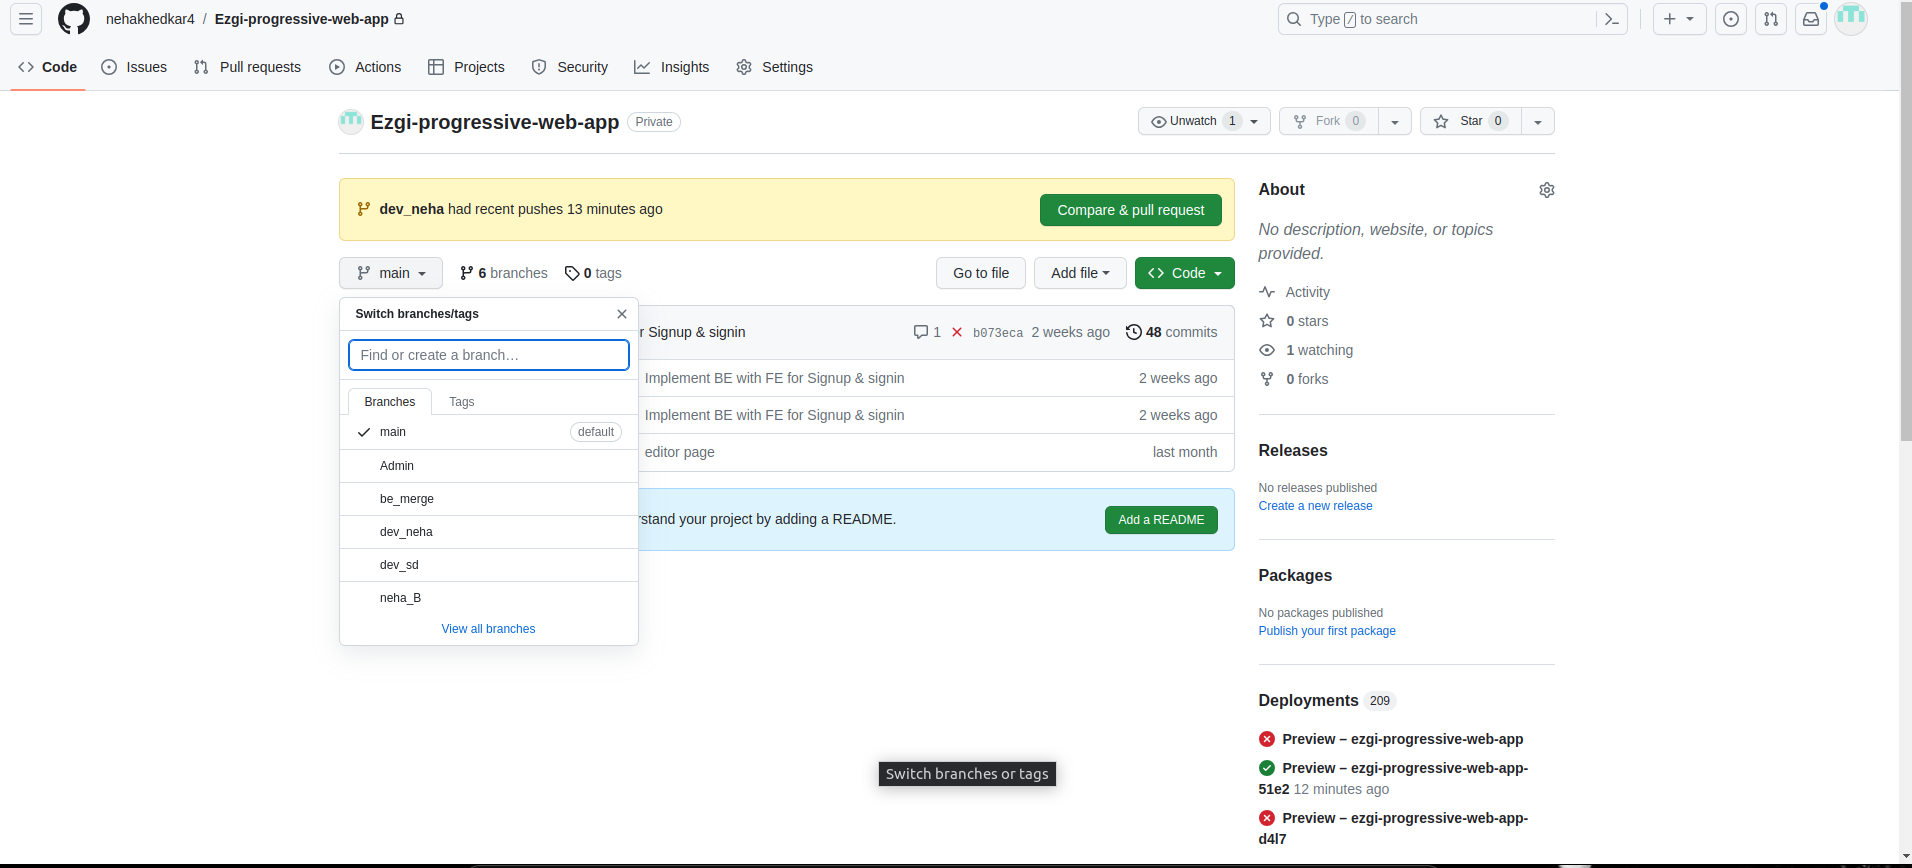 nehakhedkar4 / Ezgi-progressive-web-app
Type / to search
Code
Issues
Pull requests
Actions
Projects
Security
Insights
Settings
Ezgi-progressive-web-app Private
Unwatch 1
Fork 0
Star 0
dev_neha had recent pushes 13 minutes ago
Compare & pull request
main
6 branches
0 tags
Go to file
Add file
Code
Switch branches/tags
Find or create a branch…
Branches
Tags
main default
Admin
be_merge
dev_neha
dev_sd
neha_B
View all branches
r Signup & signin
1
b073eca 2 weeks ago
48 commits
Implement BE with FE for Signup & signin 2 weeks ago
Implement BE with FE for Signup & signin 2 weeks ago
editor page last month
rstand your project by adding a README.
Add a README
About
No description, website, or topics
provided.
Activity
0 stars
1 watching
0 forks
Releases
No releases published
Create a new release
Packages
No packages published
Publish your first package
Deployments 209
Preview – ezgi-progressive-web-app
Preview – ezgi-progressive-web-app-
51e2 12 minutes ago
Preview – ezgi-progressive-web-app-
d4l7
Switch branches or tags